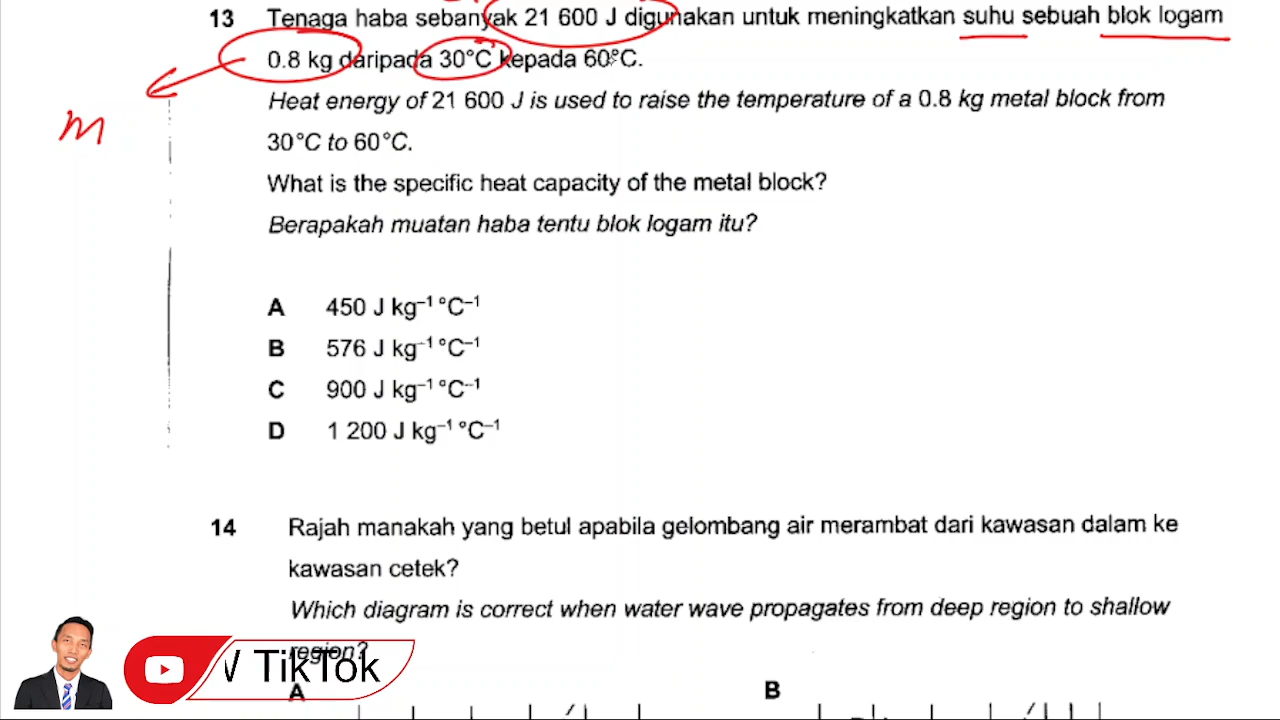 13 Tenaga haba sebanyak 21 600 J digunakan untuk meningkatkan suhu sebuah blok logam
0.8 kg daripada 30°C kepada 60°C.
m
Heat energy of 21 600 J is used to raise the temperature of a 0.8 kg metal block from
30°C to 60°C.
What is the specific heat capacity of the metal block?
Berapakah muatan haba tentu blok logam itu?
A 450 J kg⁻¹ °C⁻¹
B 576 J kg⁻¹ °C⁻¹
C 900 J kg⁻¹ °C⁻¹
D 1 200 J kg⁻¹ °C⁻¹
14 Rajah manakah yang betul apabila gelombang air merambat dari kawasan dalam ke
kawasan cetek?
Which diagram is correct when water wave propagates from deep region to shallow
region?
TikTok
A B